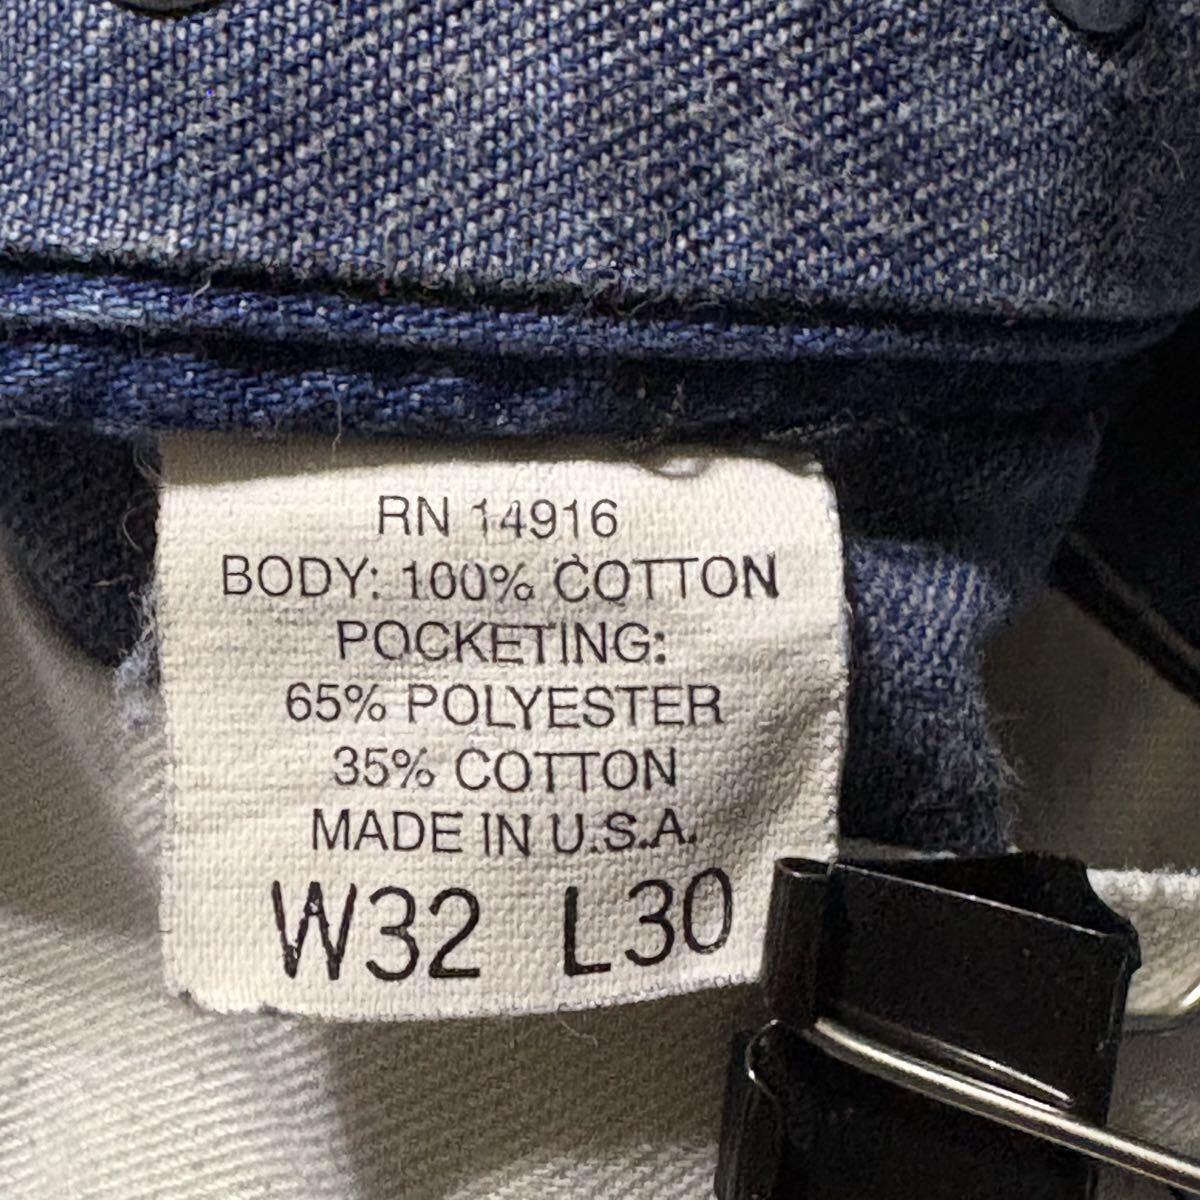 RN 14916
BODY: 100% COTTON
POCKETING:
65% POLYESTER
35% COTTON
MADE IN U.S.A.
W32 L30